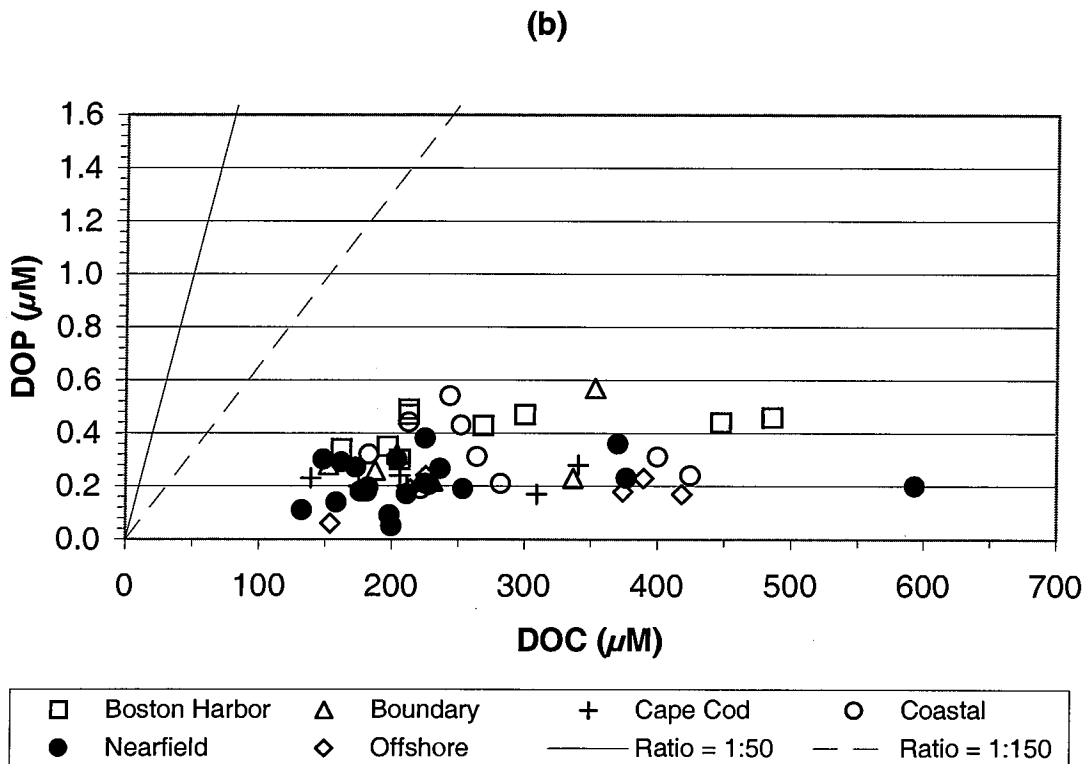 (b)
DOP (µM)
1.6
1.4
1.2
1.0
0.8
0.6
0.4
0.2
0.0
0 100 200 300 400 500 600 700
DOC (µM)
Boston Harbor Boundary Cape Cod Coastal
Nearfield Offshore Ratio = 1:50 Ratio = 1:150